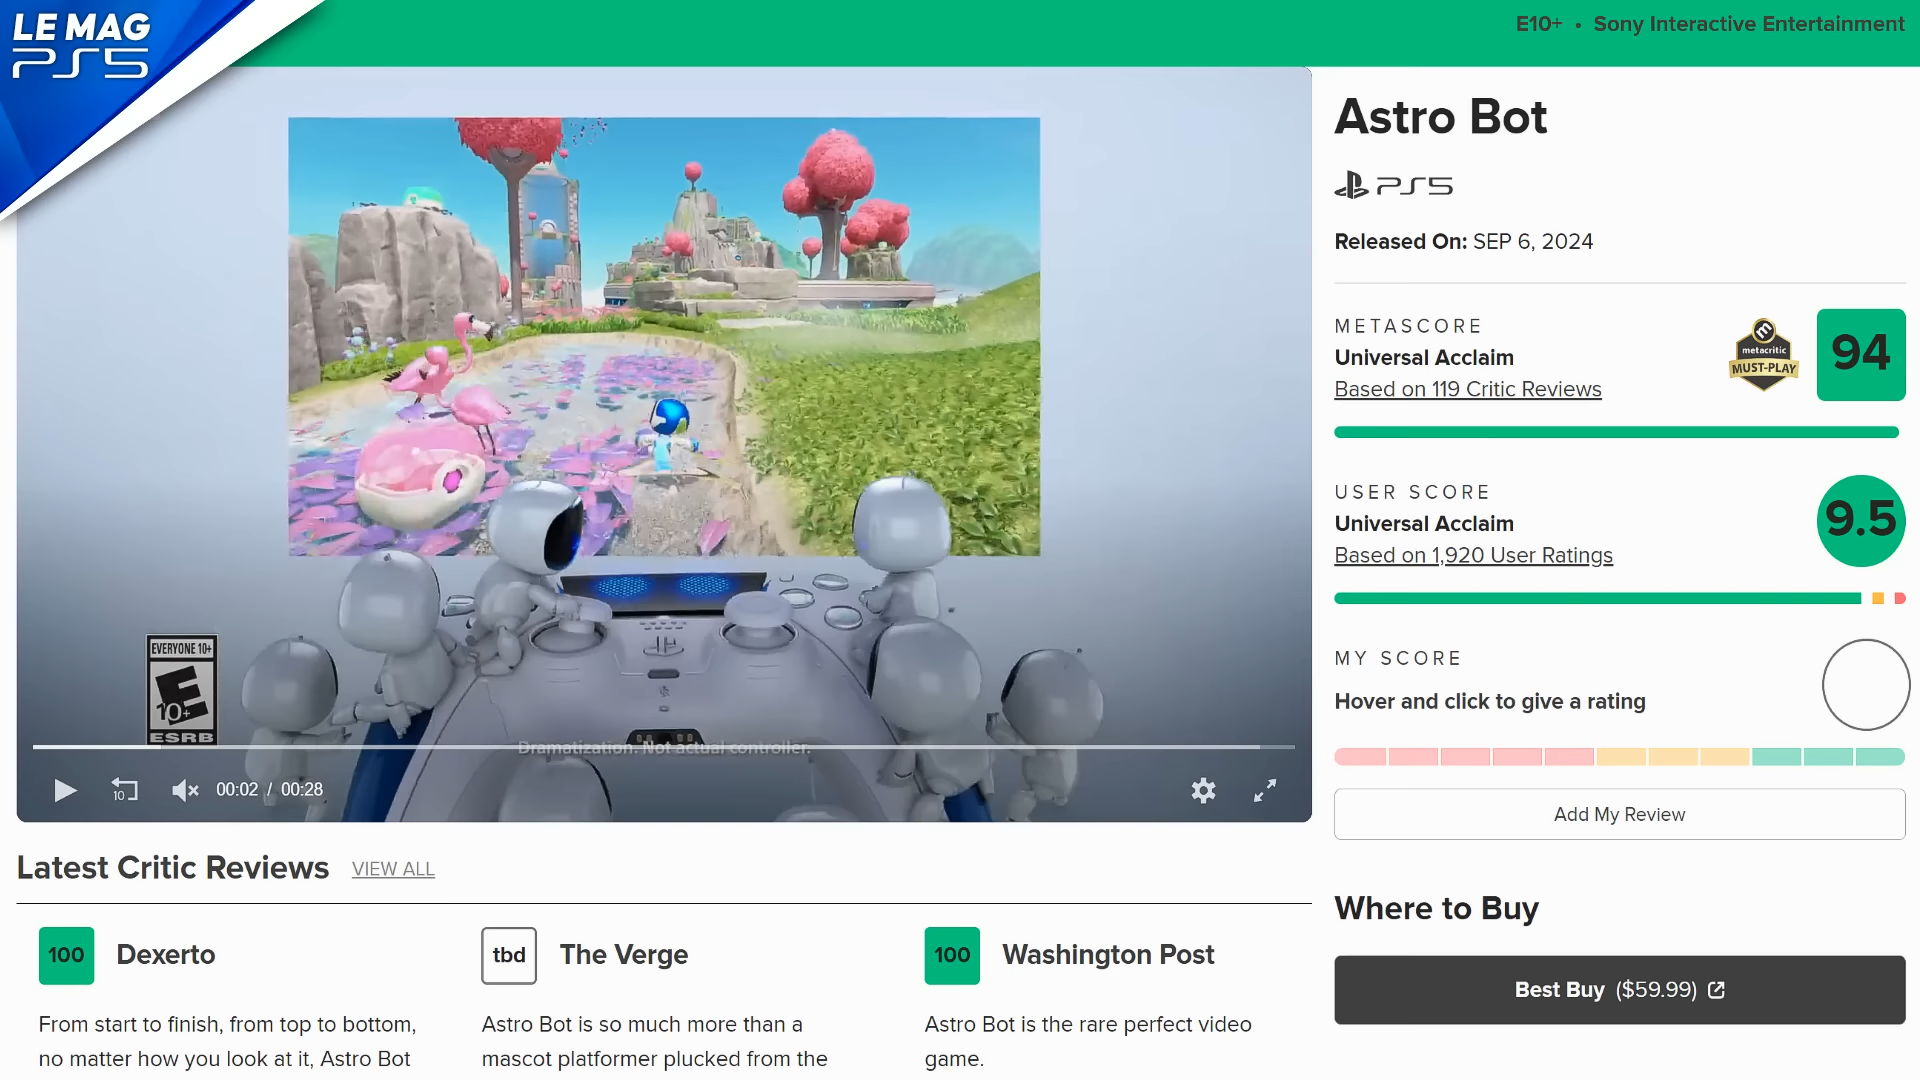 LE MAG
PS5
E10+ • Sony Interactive Entertainment
EVERYONE 10+
E
10+
ESRB
Dramatization. Not actual controller.
10
00:02 / 00:28
Astro Bot
PS5
Released On: SEP 6, 2024
METASCORE
Universal Acclaim
Based on 119 Critic Reviews
m
metacritic
MUST-PLAY
94
USER SCORE
Universal Acclaim
Based on 1,920 User Ratings
9.5
MY SCORE
Hover and click to give a rating
Add My Review
Where to Buy
Best Buy ($59.99)
Latest Critic Reviews VIEW ALL
100 Dexerto
From start to finish, from top to bottom,
no matter how you look at it, Astro Bot
tbd The Verge
Astro Bot is so much more than a
mascot platformer plucked from the
100 Washington Post
Astro Bot is the rare perfect video
game.